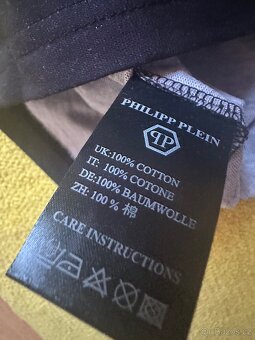 PHILIPP PLEIN
PP
UK:100% COTTON
IT: 100% COTONE
DE:100% BAUMWOLLE
ZH: 100% 棉
CARE INSTRUCTIONS